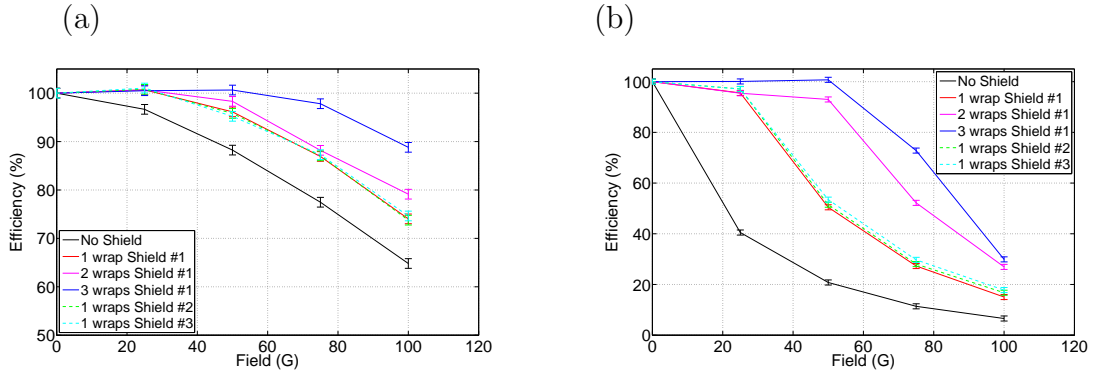 (a)
(b)
Efficiency (%)
100
90
80
70
60
50
0
20
40
60
80
100
120
Field (G)
No Shield
1 wrap Shield #1
2 waps Shield #1
3 wraps Shield #1
1 wraps Shield #2
1 wraps Shield #3
Efficiency (%)
100
80
60
40
20
0
0
20
40
60
80
100
120
Field (G)
No Shield
1 wrap Shield #1
2 wraps Shield #1
3 wraps Shield #1
1 wraps Shield #2
1 wraps Shield #3